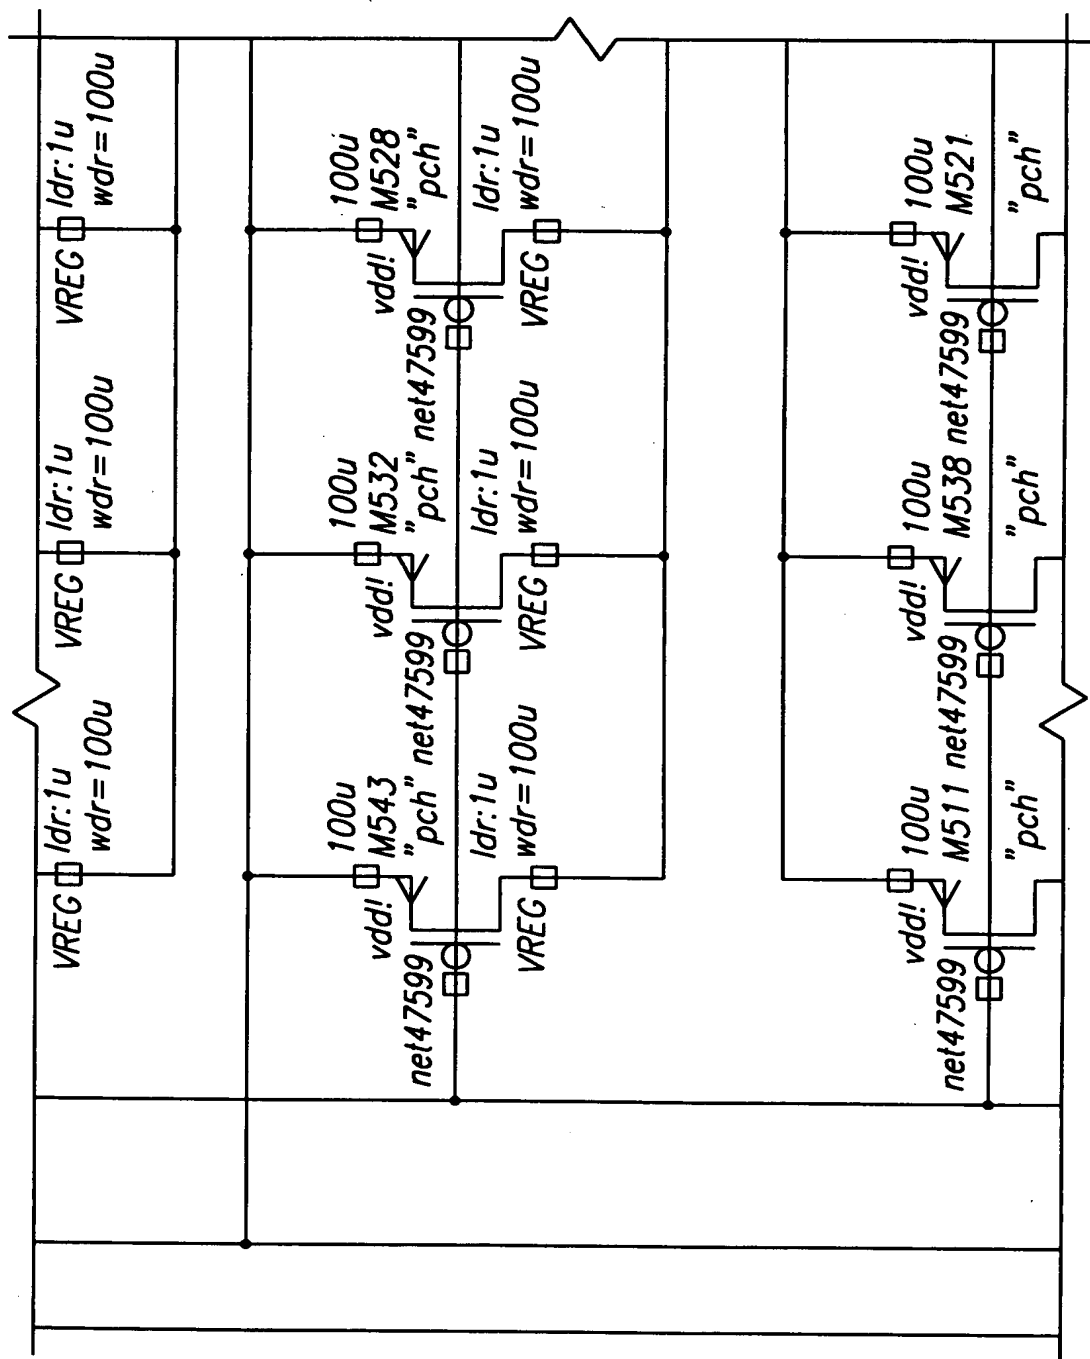 VREG
ldr:1u
wdr=100u
VREG
ldr:1u
wdr=100u
VREG
ldr:1u
wdr=100u
100u
M543
vdd!
"pch"
net47599
ldr:1u
wdr=100u
VREG
100u
M532
vdd!
"pch"
net47599
ldr:1u
wdr=100u
VREG
100u
M528
vdd!
"pch"
net47599
ldr:1u
wdr=100u
VREG
100u
M511
vdd!
net47599
"pch"
100u
M538
vdd!
net47599
"pch"
100u
M521
vdd!
net47599
"pch"